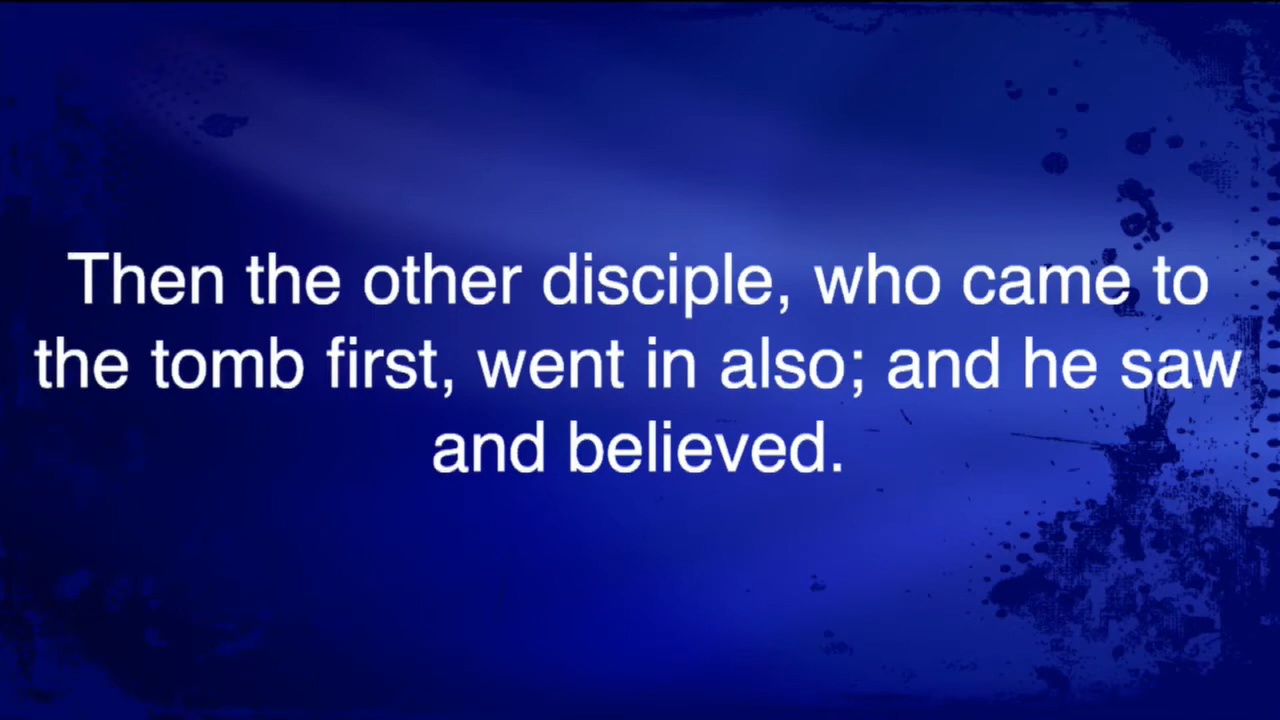 Then the other disciple, who came to
the tomb first, went in also; and he saw
and believed.